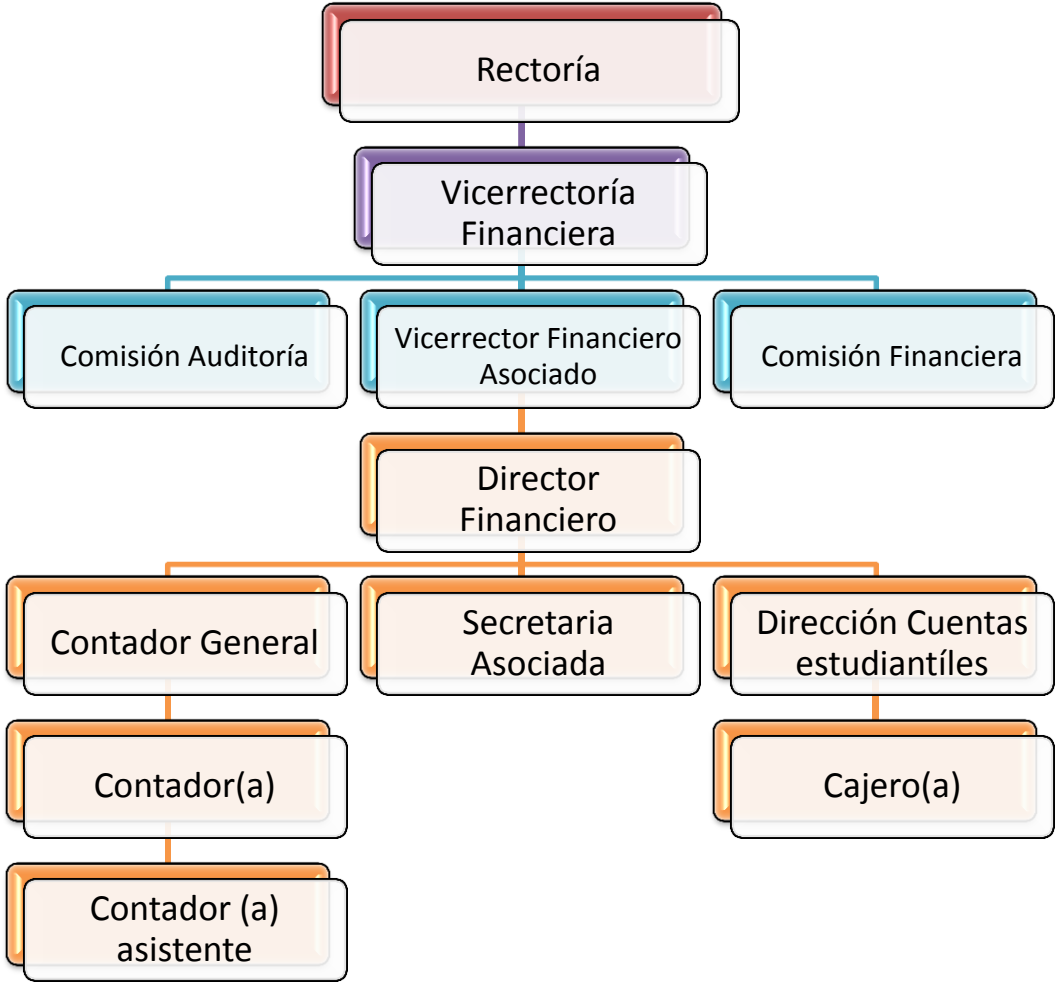 Rectoría
Vicerrectoría
Financiera
Comisión Auditoría
Vicerrector Financiero
Asociado
Comisión Financiera
Director
Financiero
Contador General
Secretaria
Asociada
Dirección Cuentas
estudiantíles
Contador(a)
Cajero(a)
Contador (a)
asistente